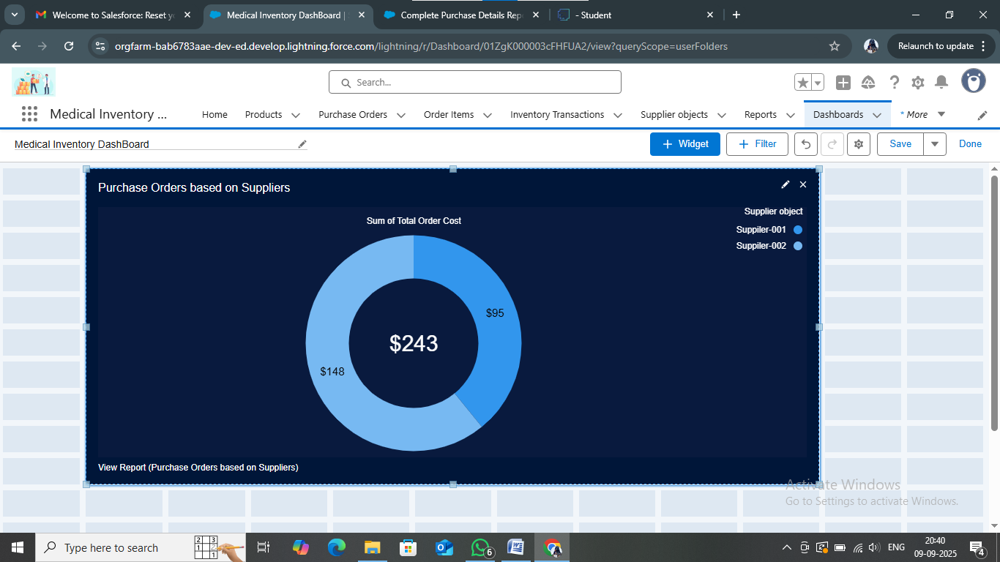 Welcome to Salesforce: Reset y
Medical Inventory DashBoard |
Complete Purchase Details Rep
- Student
orgfarm-bab6783aae-dev-ed.develop.lightning.force.com/lightning/r/Dashboard/01ZgK000003cFHFUA2/view?queryScope=userFolders
Relaunch to update
Search...
Medical Inventory ...
Home
Products
Purchase Orders
Order Items
Inventory Transactions
Supplier objects
Reports
Dashboards
* More
Medical Inventory DashBoard
+ Widget
+ Filter
Save
Done
Purchase Orders based on Suppliers
Sum of Total Order Cost
Supplier object
Suppiler-001
Suppiler-002
$95
$243
$148
View Report (Purchase Orders based on Suppliers)
Activate Windows
Go to Settings to activate Windows.
Type here to search
2 3
1 2
1
6
ENG
20:40
09-09-2025
4